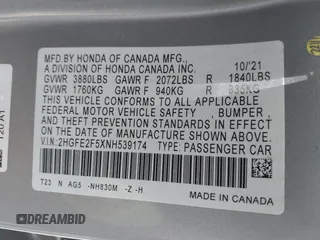 MFD. BY HONDA OF CANADA MFG.,
A DIVISION OF HONDA CANADA INC. 10/21
GVWR 3880LBS GAWR F 2072LBS R 1840LBS
GVWR 1760KG GAWR F 940KG R 835KG
THIS VEHICLE CONFORMS TO ALL APPLICABLE
FEDERAL MOTOR VEHICLE SAFETY , BUMPER ,
AND THEFT PREVENTION STANDARDS IN EFFECT ON
THE DATE OF MANUFACTURE SHOWN ABOVE.
V.I.N: 2HGFE2F5XNH539174 TYPE: PASSENGER CAR
T23 N AG5 -NH830M -Z -H
MADE IN CANADA
T20 A1
DREAMBID